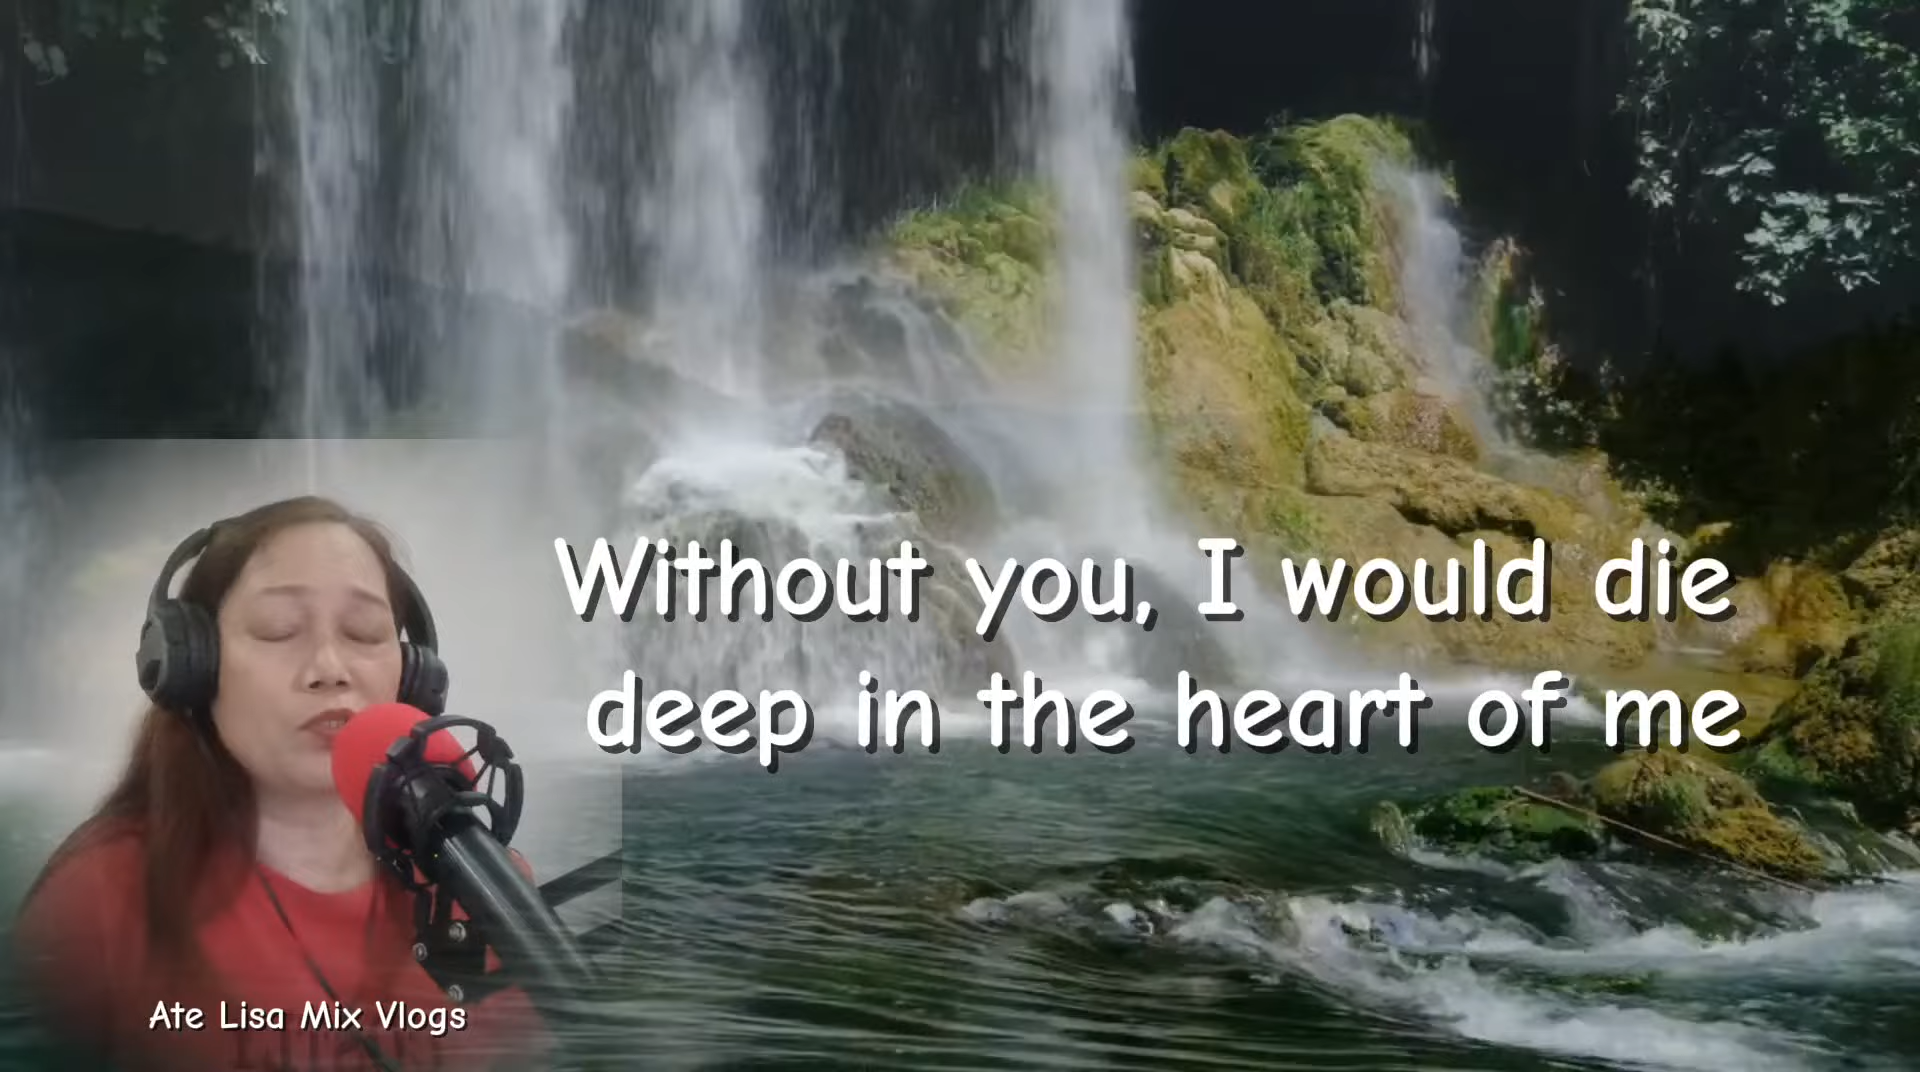 Without you, I would die
deep in the heart of me
Ate Lisa Mix Vlogs